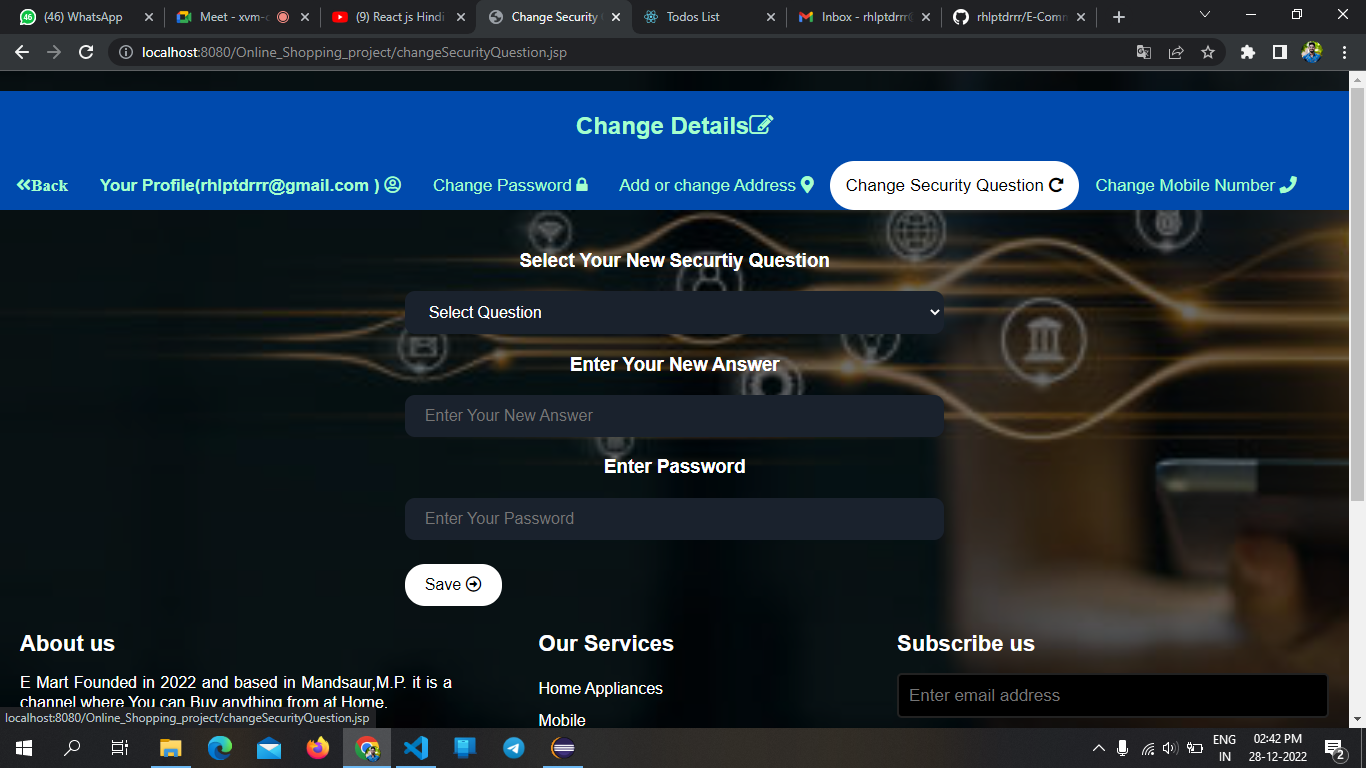 (46) WhatsApp
Meet - xvm-
(9) React js Hindi
Change Security
Todos List
Inbox - rhlptdrrr
rhlptdrrr/E-Com
localhost:8080/Online_Shopping_project/changeSecurityQuestion.jsp
Change Details
Back
Your Profile(rhlptdrrr@gmail.com )
Change Password
Add or change Address
Change Security Question
Change Mobile Number
Select Your New Securtiy Question
Select Question
Enter Your New Answer
Enter Your New Answer
Enter Password
Enter Your Password
Save
About us
Our Services
Subscribe us
E Mart Founded in 2022 and based in Mandsaur,M.P. it is a
channel where You can Buy anything from at Home.
Home Appliances
Mobile
Enter email address
localhost:8080/Online_Shopping_project/changeSecurityQuestion.jsp
ENG
IN
02:42 PM
28-12-2022
2